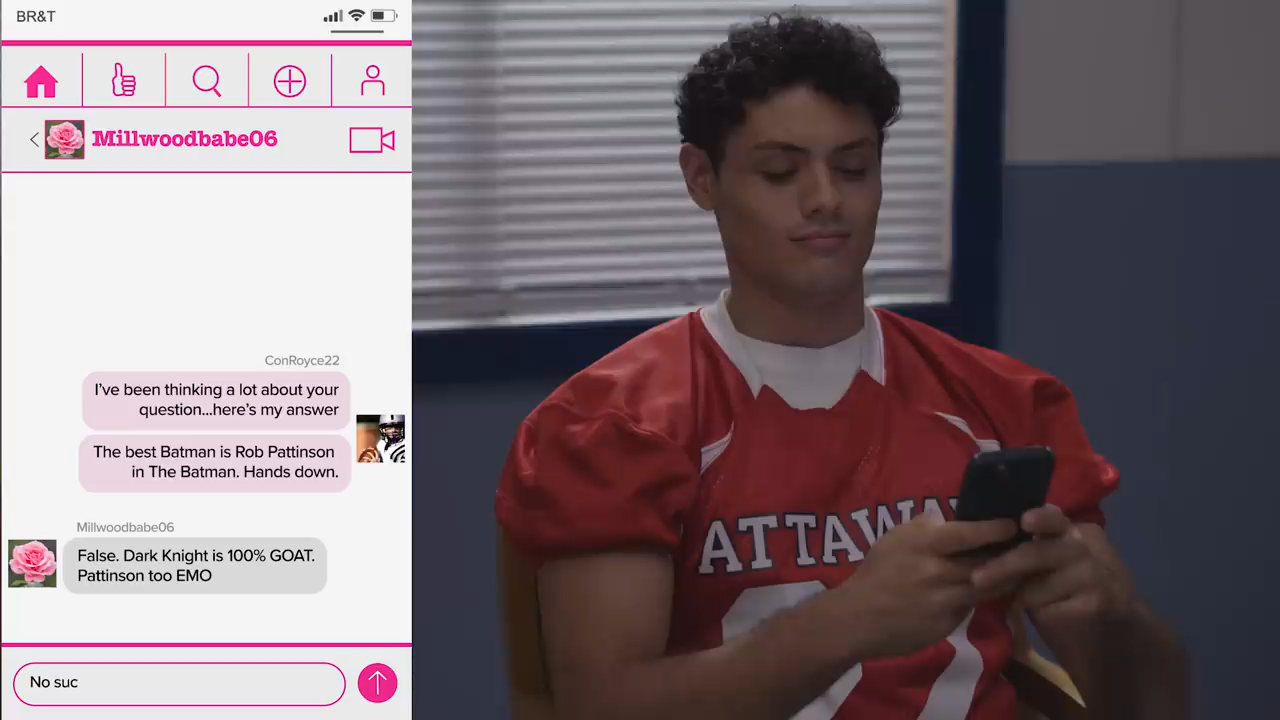 BR&T
Millwoodbabe06
ConRoyce22
I've been thinking a lot about your
question...here's my answer
The best Batman is Rob Pattinson
in The Batman. Hands down.
Millwoodbabe06
False. Dark Knight is 100% GOAT.
Pattinson too EMO
No suc
ATTAWA